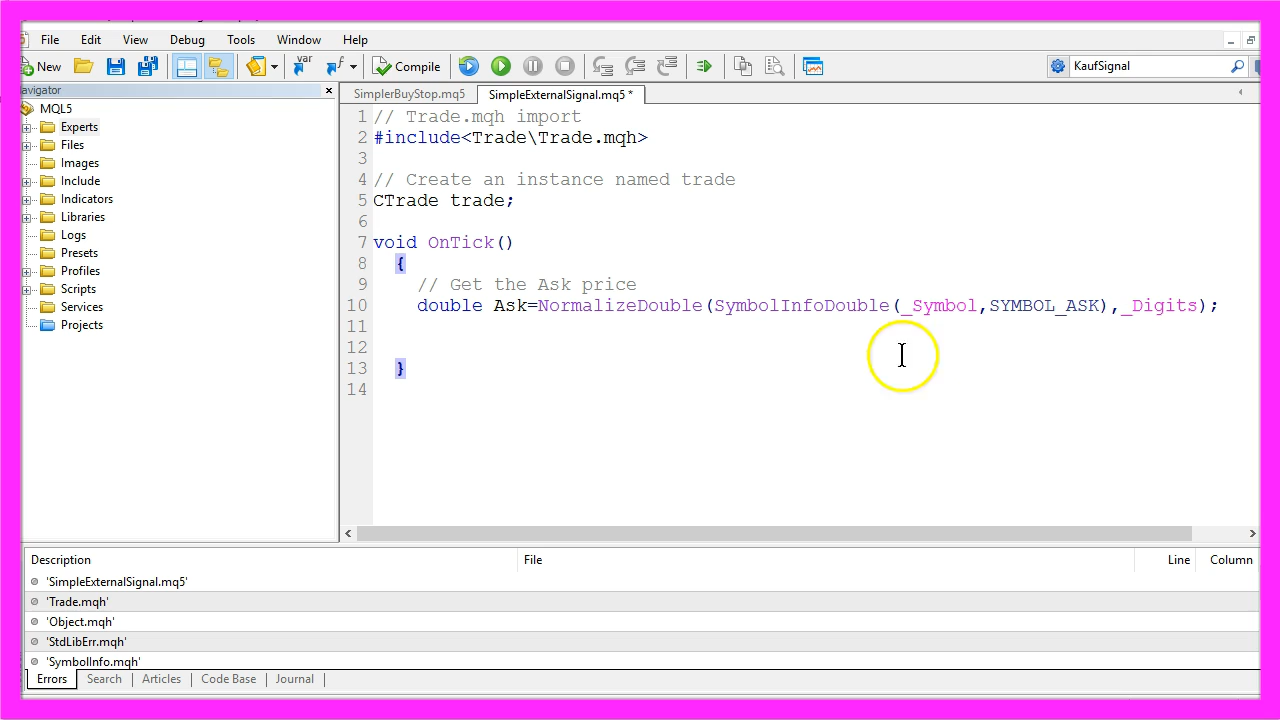 File Edit View Debug Tools Window Help
New Compile KaufSignal
avigator
SimplerBuyStop.mq5 SimpleExternalSignal.mq5 *
MQL5
Experts
Files
Images
Include
Indicators
Libraries
Logs
Presets
Profiles
Scripts
Services
Projects
1 // Trade.mqh import
2 #include<Trade\Trade.mqh>
3
4 // Create an instance named trade
5 CTrade trade;
6
7 void OnTick()
8 {
9 // Get the Ask price
10 double Ask=NormalizeDouble(SymbolInfoDouble(_Symbol,SYMBOL_ASK),_Digits);
11
12
13 }
14
Description File Line Column
'SimpleExternalSignal.mq5'
'Trade.mqh'
'Object.mqh'
'StdLibErr.mqh'
'SymbolInfo.mqh'
Errors Search Articles Code Base Journal